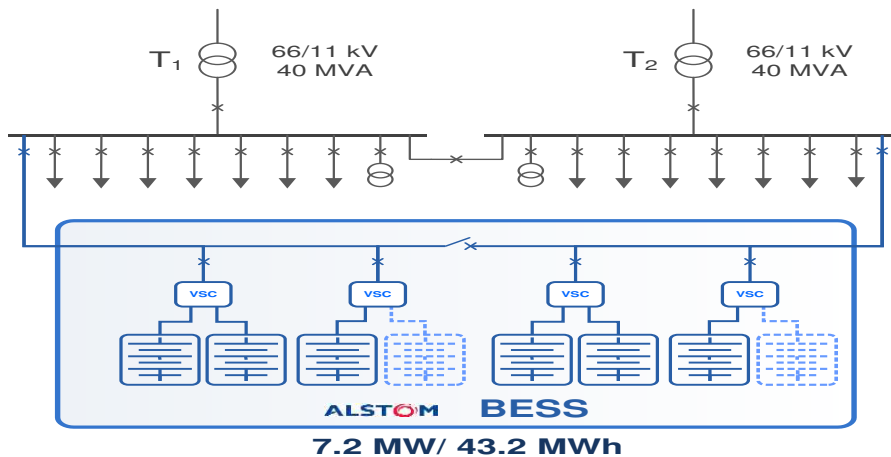 T1
66/11 kV
40 MVA
T2
66/11 kV
40 MVA
VSC
VSC
VSC
VSC
ALSTOM
BESS
7.2 MW/ 43.2 MWh